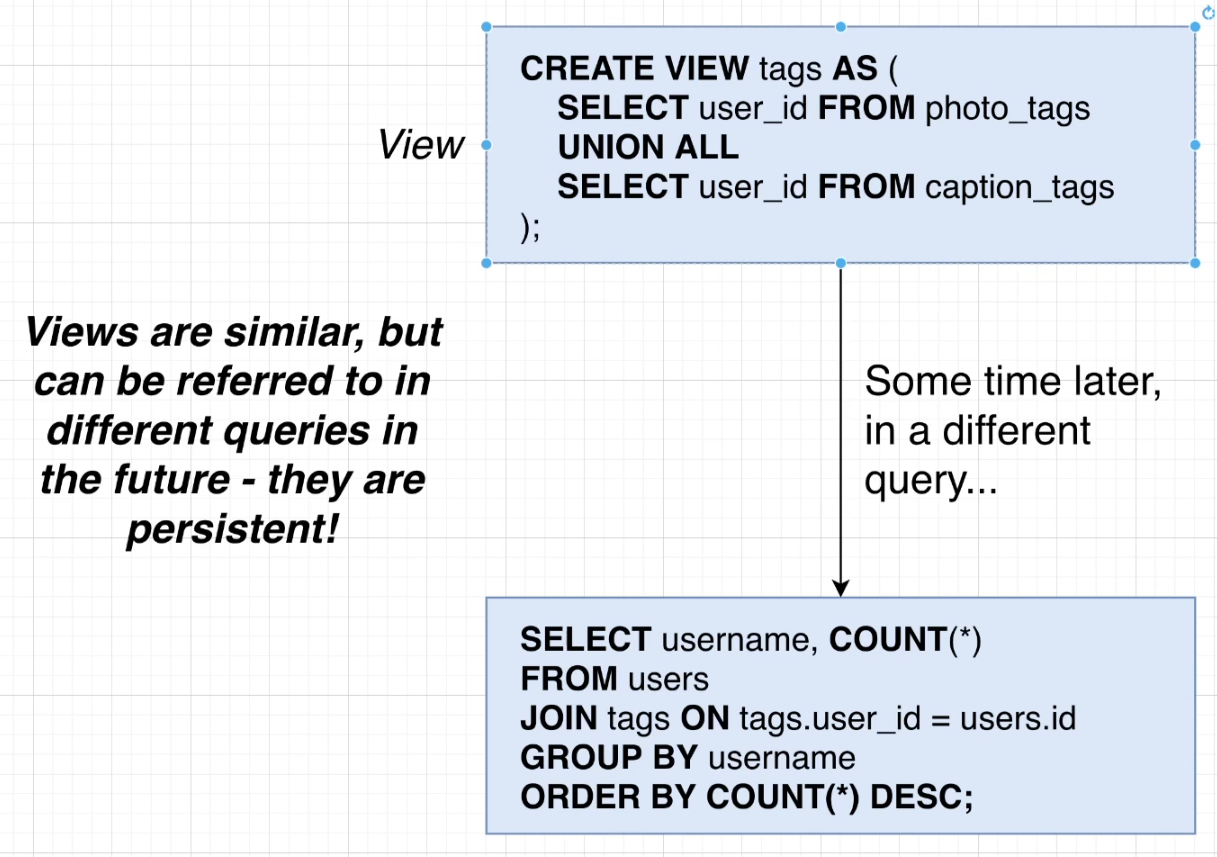 CREATE VIEW tags AS (
SELECT user_id FROM photo_tags
UNION ALL
SELECT user_id FROM caption_tags
);
View
Views are similar, but
can be referred to in
different queries in
the future - they are
persistent!
Some time later,
in a different
query...
SELECT username, COUNT(*)
FROM users
JOIN tags ON tags.user_id = users.id
GROUP BY username
ORDER BY COUNT(*) DESC;